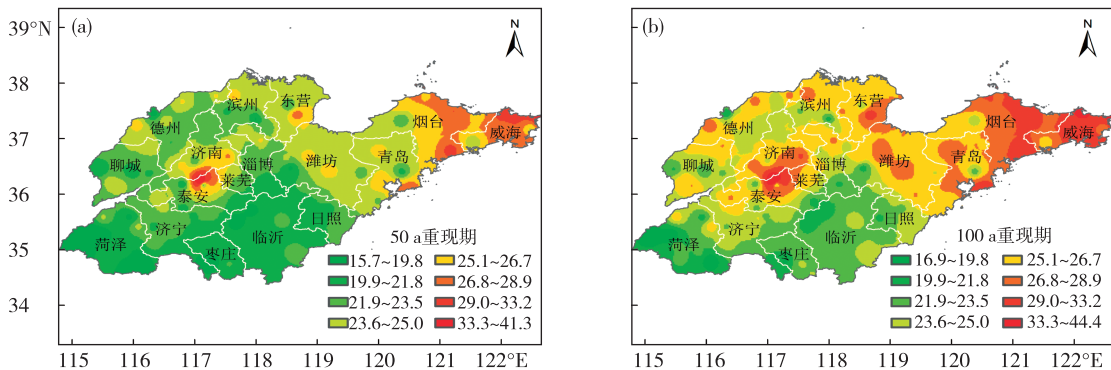 (a)
N
39°N
38
37
36
35
34
115
116
117
118
119
120
121
122°E
滨州
东营
德州
烟台
威海
济南
聊城
淄博
潍坊
青岛
莱芜
泰安
济宁
日照
菏泽
临沂
枣庄
50 a重现期
15.7~19.8
19.9~21.8
21.9~23.5
23.6~25.0
25.1~26.7
26.8~28.9
29.0~33.2
33.3~41.3
(b)
N
39°N
38
37
36
35
34
115
116
117
118
119
120
121
122°E
滨州
东营
德州
烟台
威海
济南
聊城
淄博
潍坊
青岛
莱芜
泰安
济宁
日照
菏泽
临沂
枣庄
100 a重现期
16.9~19.8
19.9~21.8
21.9~23.5
23.6~25.0
25.1~26.7
26.8~28.9
29.0~33.2
33.3~44.4